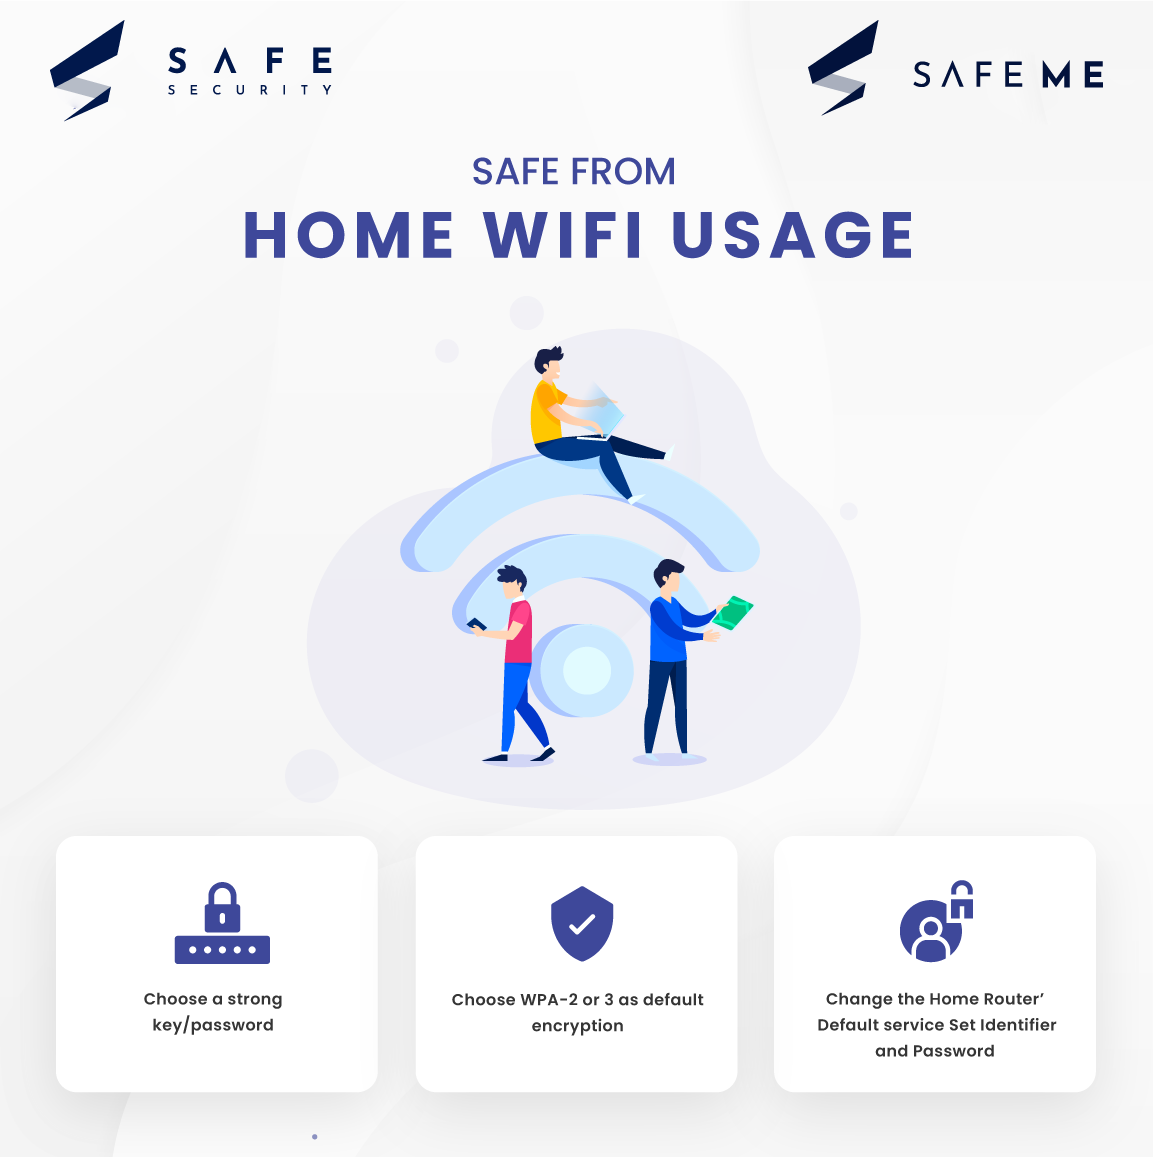 SAFE
SECURITY
SAFEME
SAFE FROM
HOME WIFI USAGE
Choose a strong
key/password
Choose WPA-2 or 3 as default
encryption
Change the Home Router’
Default service Set Identifier
and Password